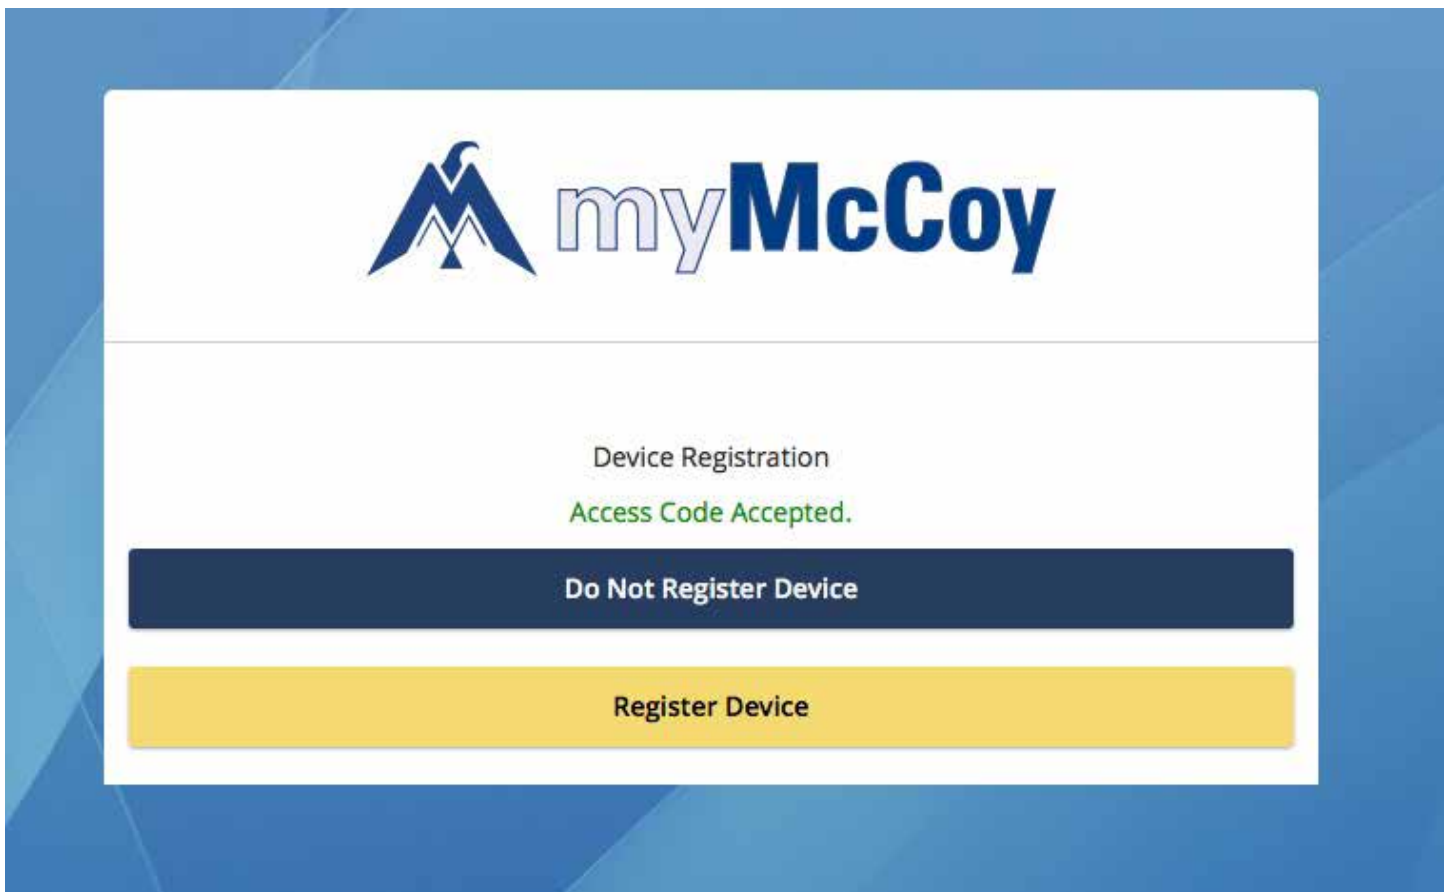 myMcCoy
Device Registration
Access Code Accepted.
Do Not Register Device
Register Device